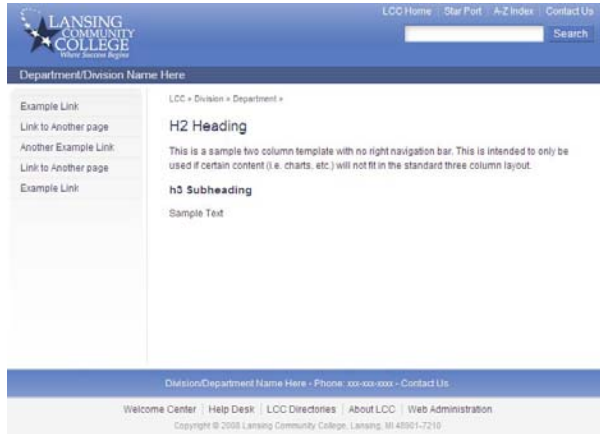 LCC Home | Star Port | A-Z Index | Contact Us
LANSING
COMMUNITY
COLLEGE
Where Success Begins
Search
Department/Division Name Here
Example Link
Link to Another page
Another Example Link
Link to Another page
Example Link
LCC » Division » Department »
H2 Heading
This is a sample two column template with no right navigation bar. This is intended to only be
used if certain content (i.e. charts, etc.) will not fit in the standard three column layout.
h3 Subheading
Sample Text
Division/Department Name Here - Phone: xxx-xxx-xxxx - Contact Us
Welcome Center | Help Desk | LCC Directories | About LCC | Web Administration
Copyright © 2008 Lansing Community College, Lansing, MI 48901-7210